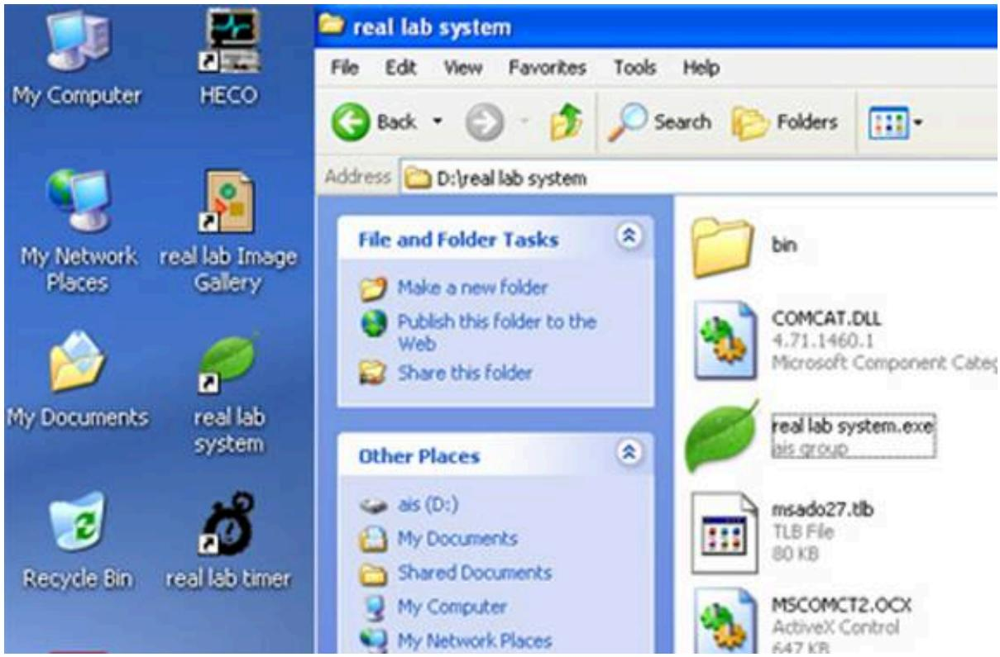 My Computer
HECO
My Network
Places
real lab Image
Gallery
My Documents
real lab
system
Recycle Bin
real lab timer
real lab system
File Edit View Favorites Tools Help
Back Search Folders
Address D:\real lab system
File and Folder Tasks
Make a new folder
Publish this folder to the
Web
Share this folder
Other Places
ais (D:)
My Documents
Shared Documents
My Computer
My Network Places
bin
COMCAT.DLL
4.71.1460.1
Microsoft Component Categ
real lab system.exe
ais group
msado27.tlb
TLB File
80 KB
MSCOMCT2.OCX
ActiveX Control
647 KB